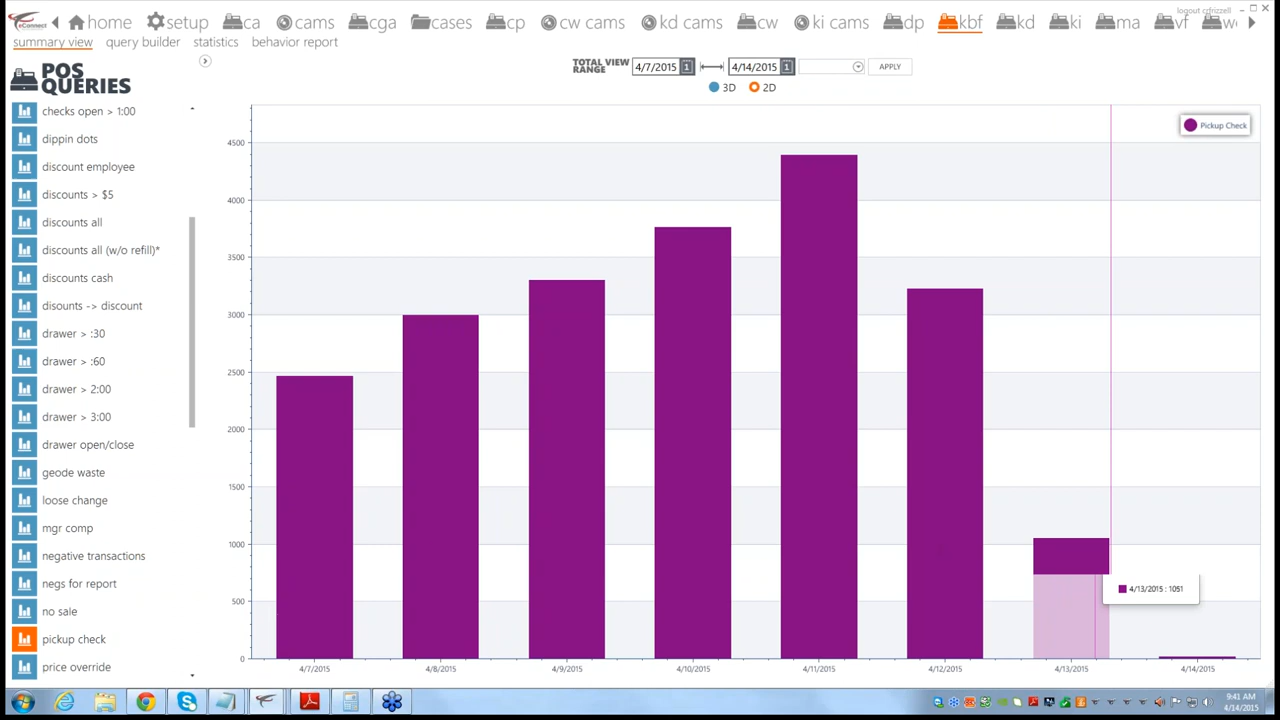 eConnect
home
setup
ca
cams
cga
cases
cp
cw cams
kd cams
cw
ki cams
dp
kbf
kd
ki
ma
vf
logout crfrizzell
summary view
query builder
statistics
behavior report
POS QUERIES
TOTAL VIEW RANGE
4/7/2015
1
4/14/2015
1
APPLY
3D
2D
checks open > 1:00
dippin dots
discount employee
discounts > $5
discounts all
discounts all (w/o refill)*
discounts cash
disounts -> discount
drawer > :30
drawer > :60
drawer > 2:00
drawer > 3:00
drawer open/close
geode waste
loose change
mgr comp
negative transactions
negs for report
no sale
pickup check
price override
Pickup Check
4500
4000
3500
3000
2500
2000
1500
1000
500
0
4/13/2015 : 1051
4/7/2015
4/8/2015
4/9/2015
4/10/2015
4/11/2015
4/12/2015
4/13/2015
4/14/2015
9:41 AM
4/14/2015